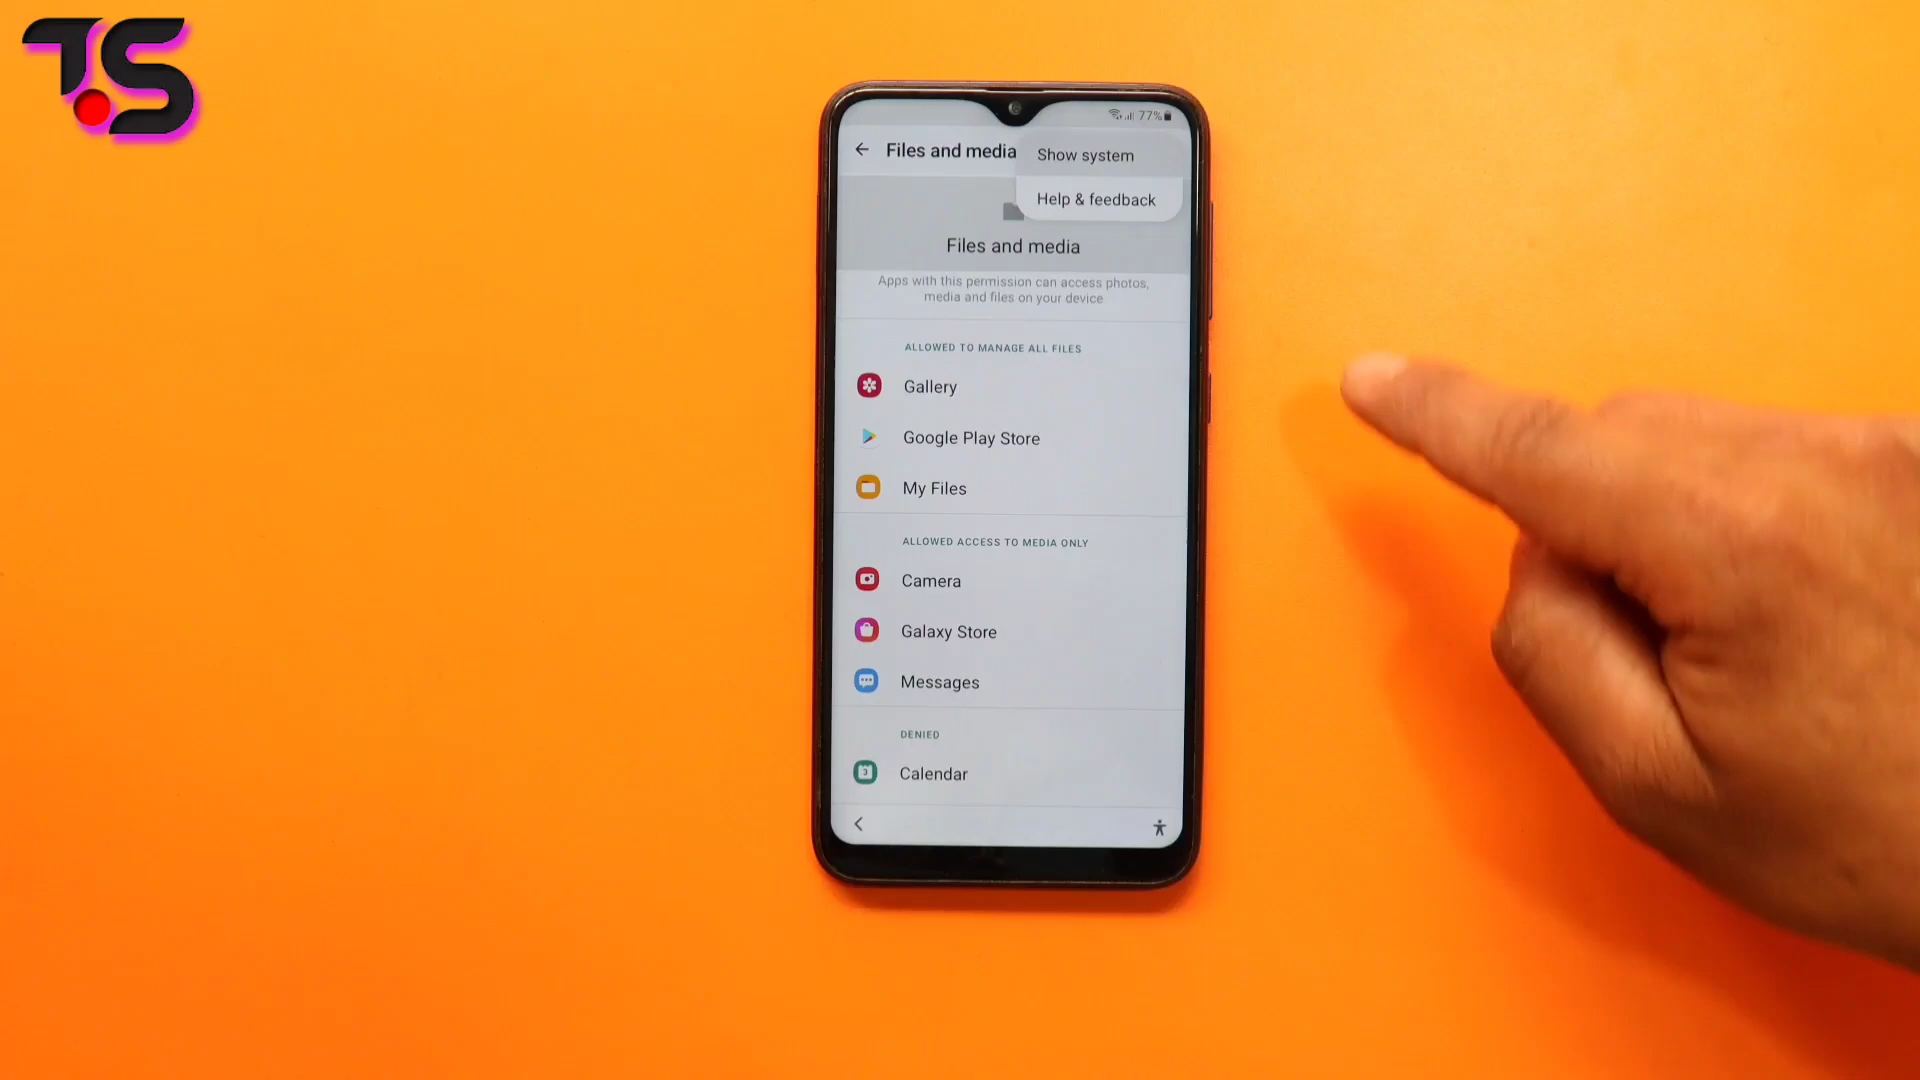 T.S
77%
Files and media
Show system
Help & feedback
Files and media
Apps with this permission can access photos,
media and files on your device
ALLOWED TO MANAGE ALL FILES
Gallery
Google Play Store
My Files
ALLOWED ACCESS TO MEDIA ONLY
Camera
Galaxy Store
Messages
DENIED
3
Calendar